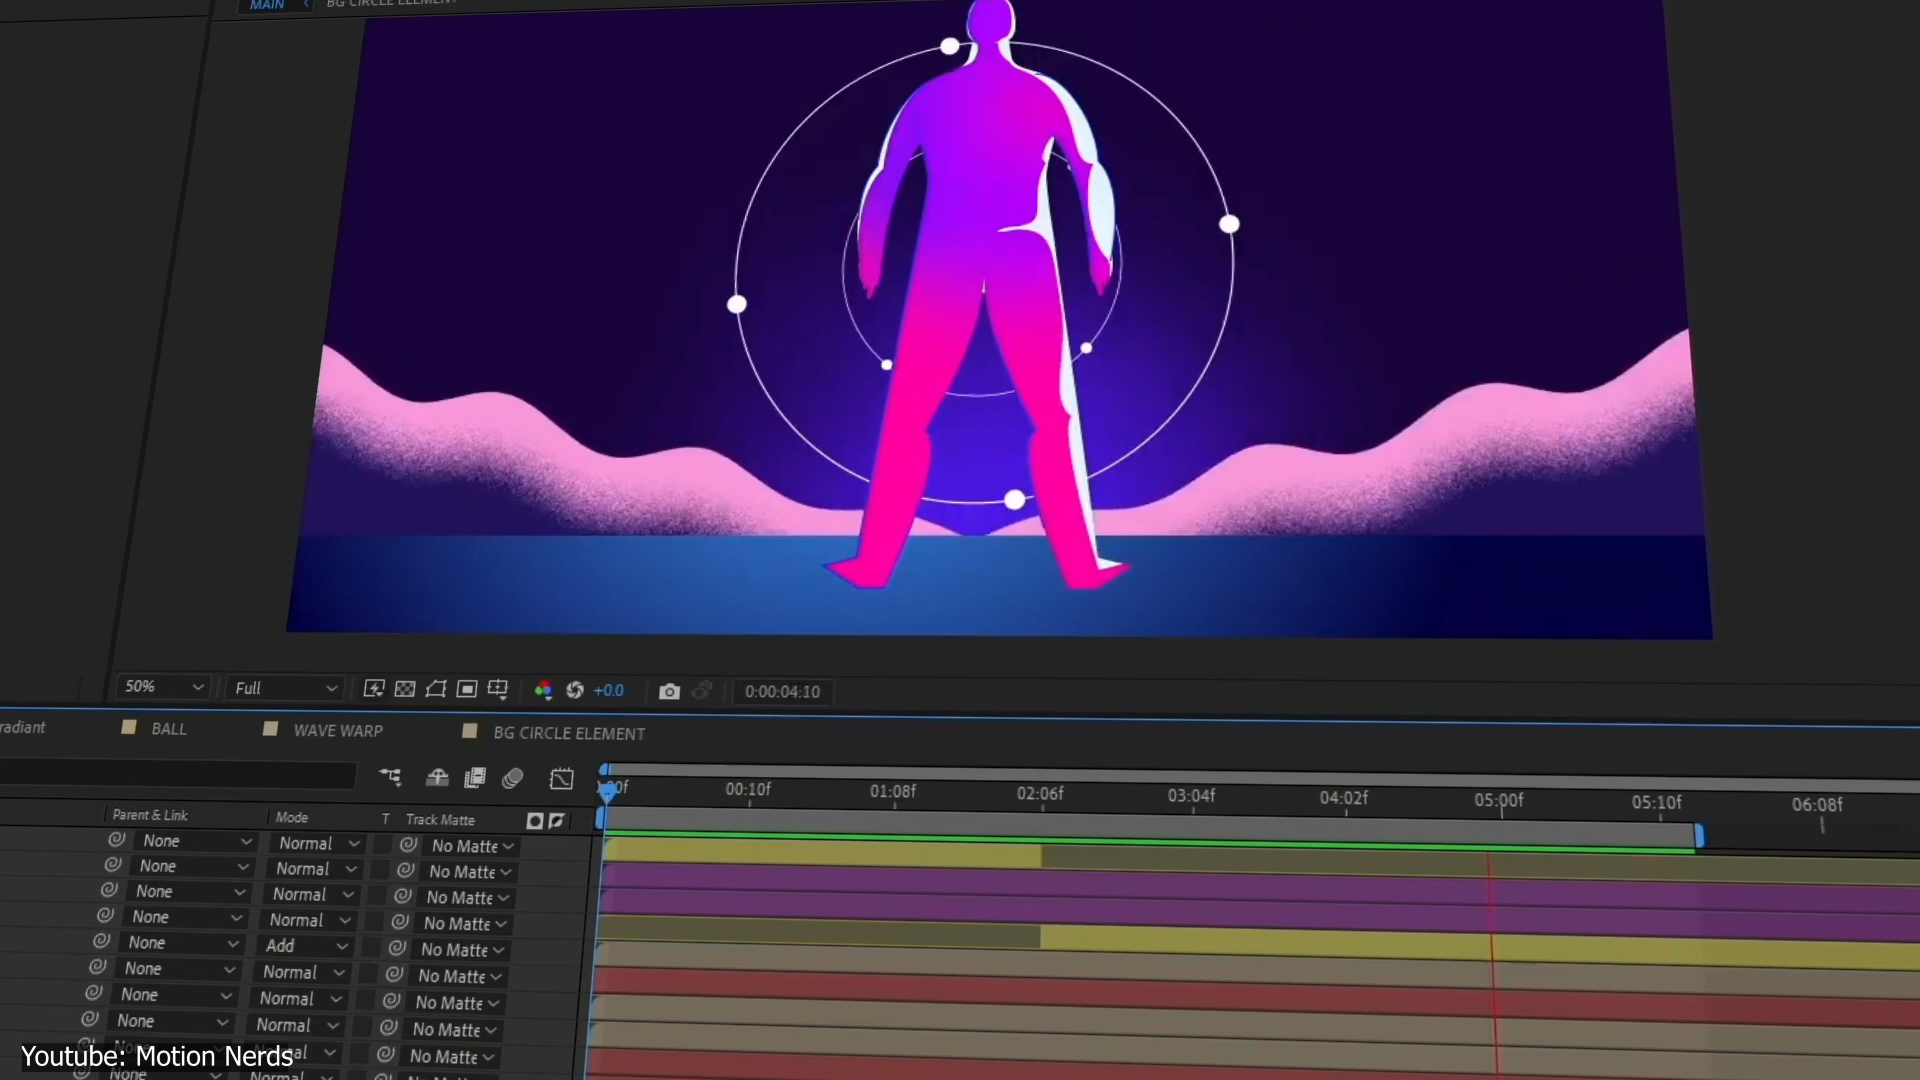 MAIN
BG CIRCLE ELEMENT
50%
Full
+0.0
0:00:04:10
radiant
BALL
WAVE WARP
BG CIRCLE ELEMENT
00:10f
01:08f
02:06f
03:04f
04:02f
05:00f
05:10f
06:08f
Parent & Link
Mode
T
Track Matte
None
Normal
No Matte
None
Normal
No Matte
None
Normal
No Matte
None
Normal
No Matte
None
Add
No Matte
None
Normal
No Matte
None
Normal
No Matte
None
Normal
No Matte
No Matte
None
Normal
Youtube: Motion Nerds